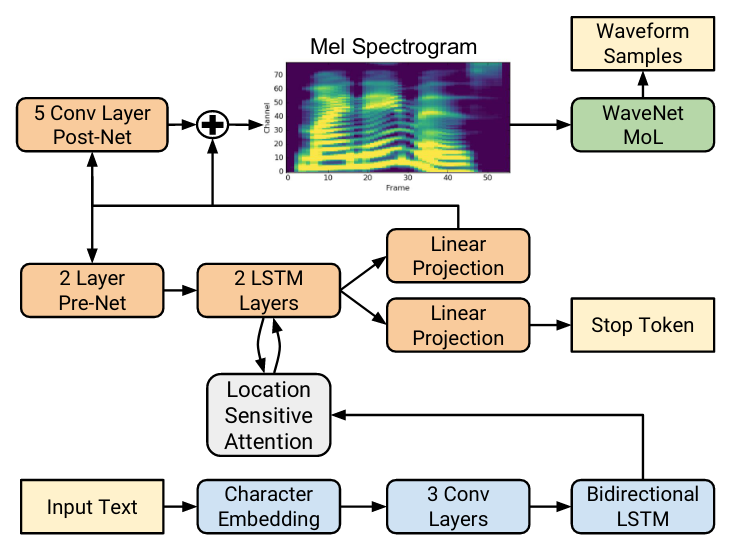 Waveform
Samples
Mel Spectrogram
5 Conv Layer
Post-Net
WaveNet
MoL
Channel
70
60
50
40
30
20
10
0
0 10 20 30 40 50
Frame
2 Layer
Pre-Net
2 LSTM
Layers
Linear
Projection
Linear
Projection
Stop Token
Location
Sensitive
Attention
Input Text
Character
Embedding
3 Conv
Layers
Bidirectional
LSTM